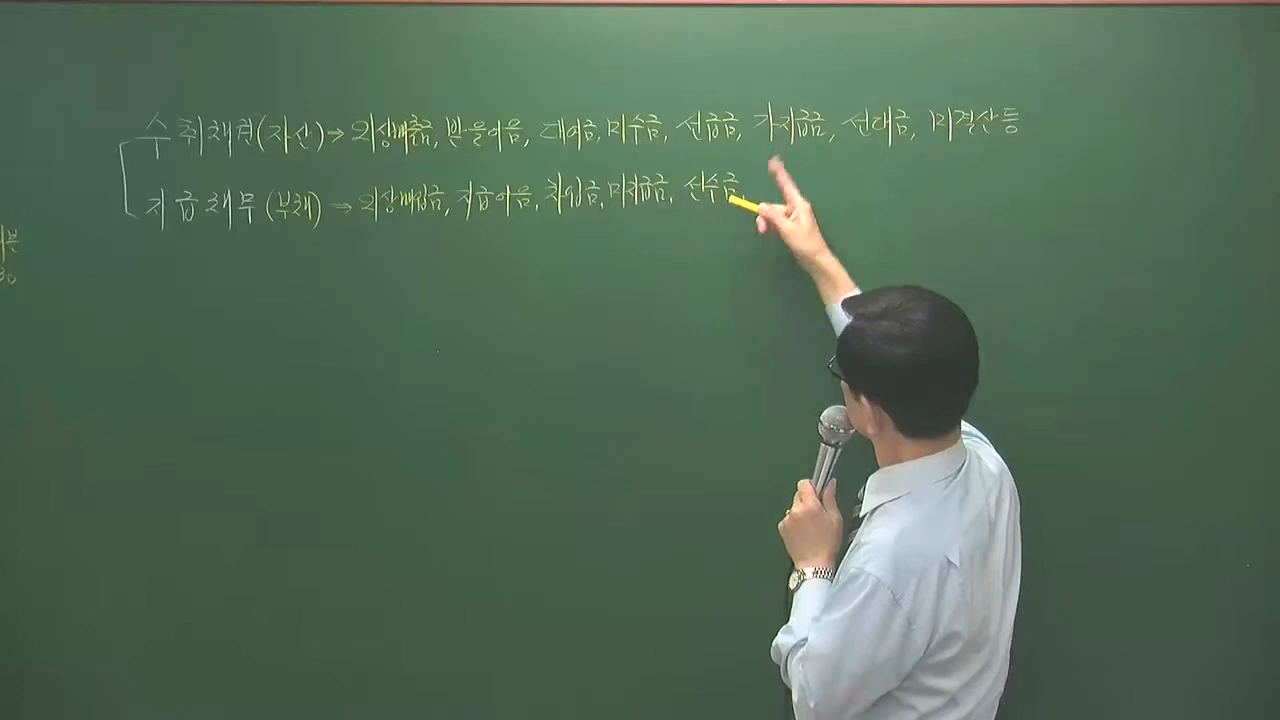 수취채권(자산) → 외상매출금, 받을어음, 대여금, 미수금, 선급금, 가지급금, 선대금, 미결산등
지급채무(부채) → 외상매입금, 지급어음, 차입금, 미지급금, 선수금,